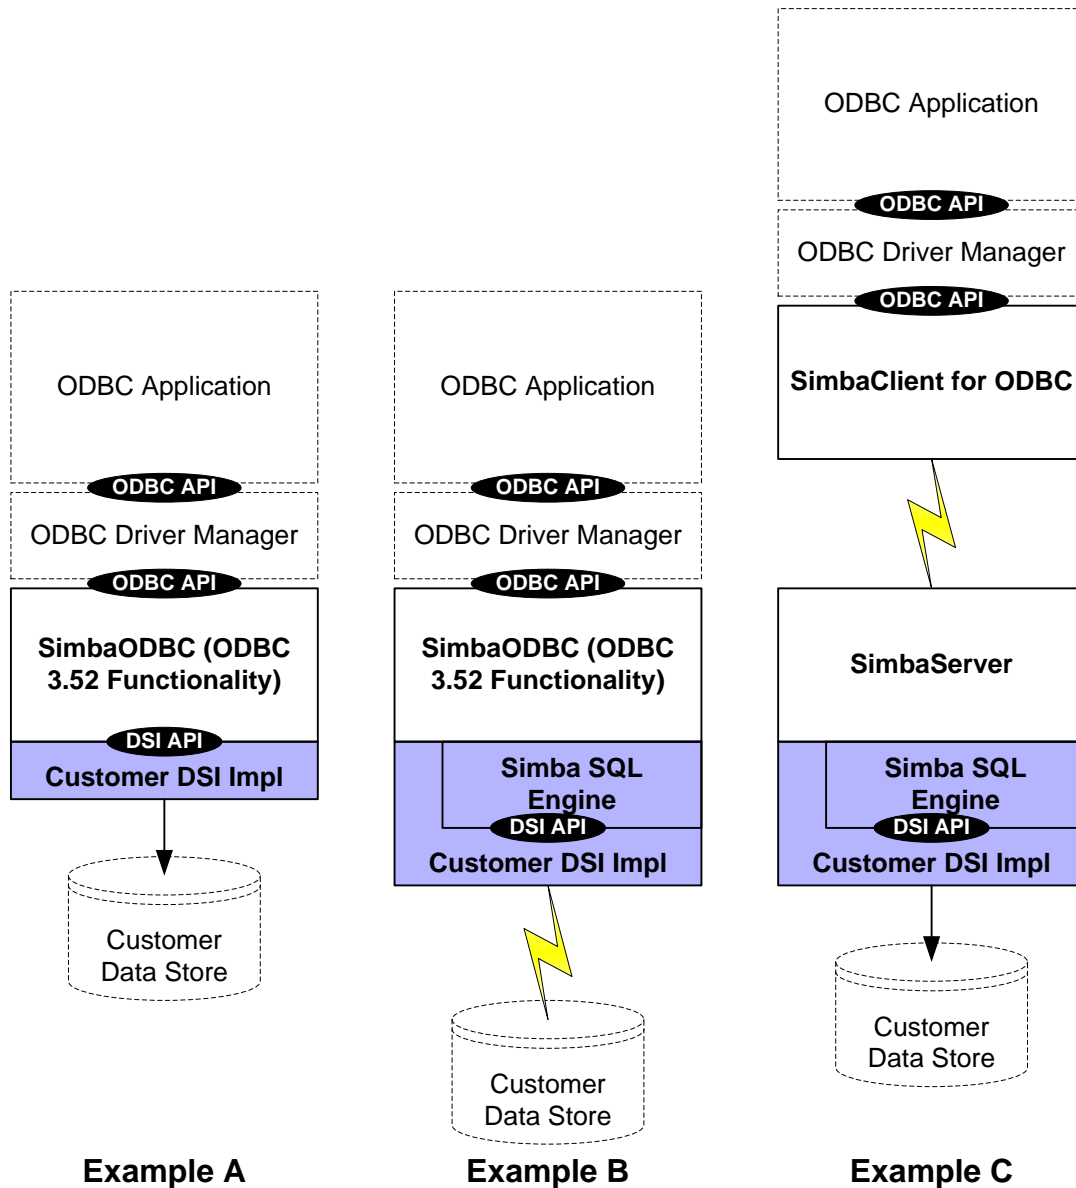 ODBC Application
ODBC API
ODBC Driver Manager
ODBC API
SimbaODBC (ODBC
3.52 Functionality)
DSI API
Customer DSI Impl
Customer
Data Store
Example A
ODBC Application
ODBC API
ODBC Driver Manager
ODBC API
SimbaODBC (ODBC
3.52 Functionality)
Simba SQL
Engine
DSI API
Customer DSI Impl
Customer
Data Store
Example B
ODBC Application
ODBC API
ODBC Driver Manager
ODBC API
SimbaClient for ODBC
SimbaServer
Simba SQL
Engine
DSI API
Customer DSI Impl
Customer
Data Store
Example C